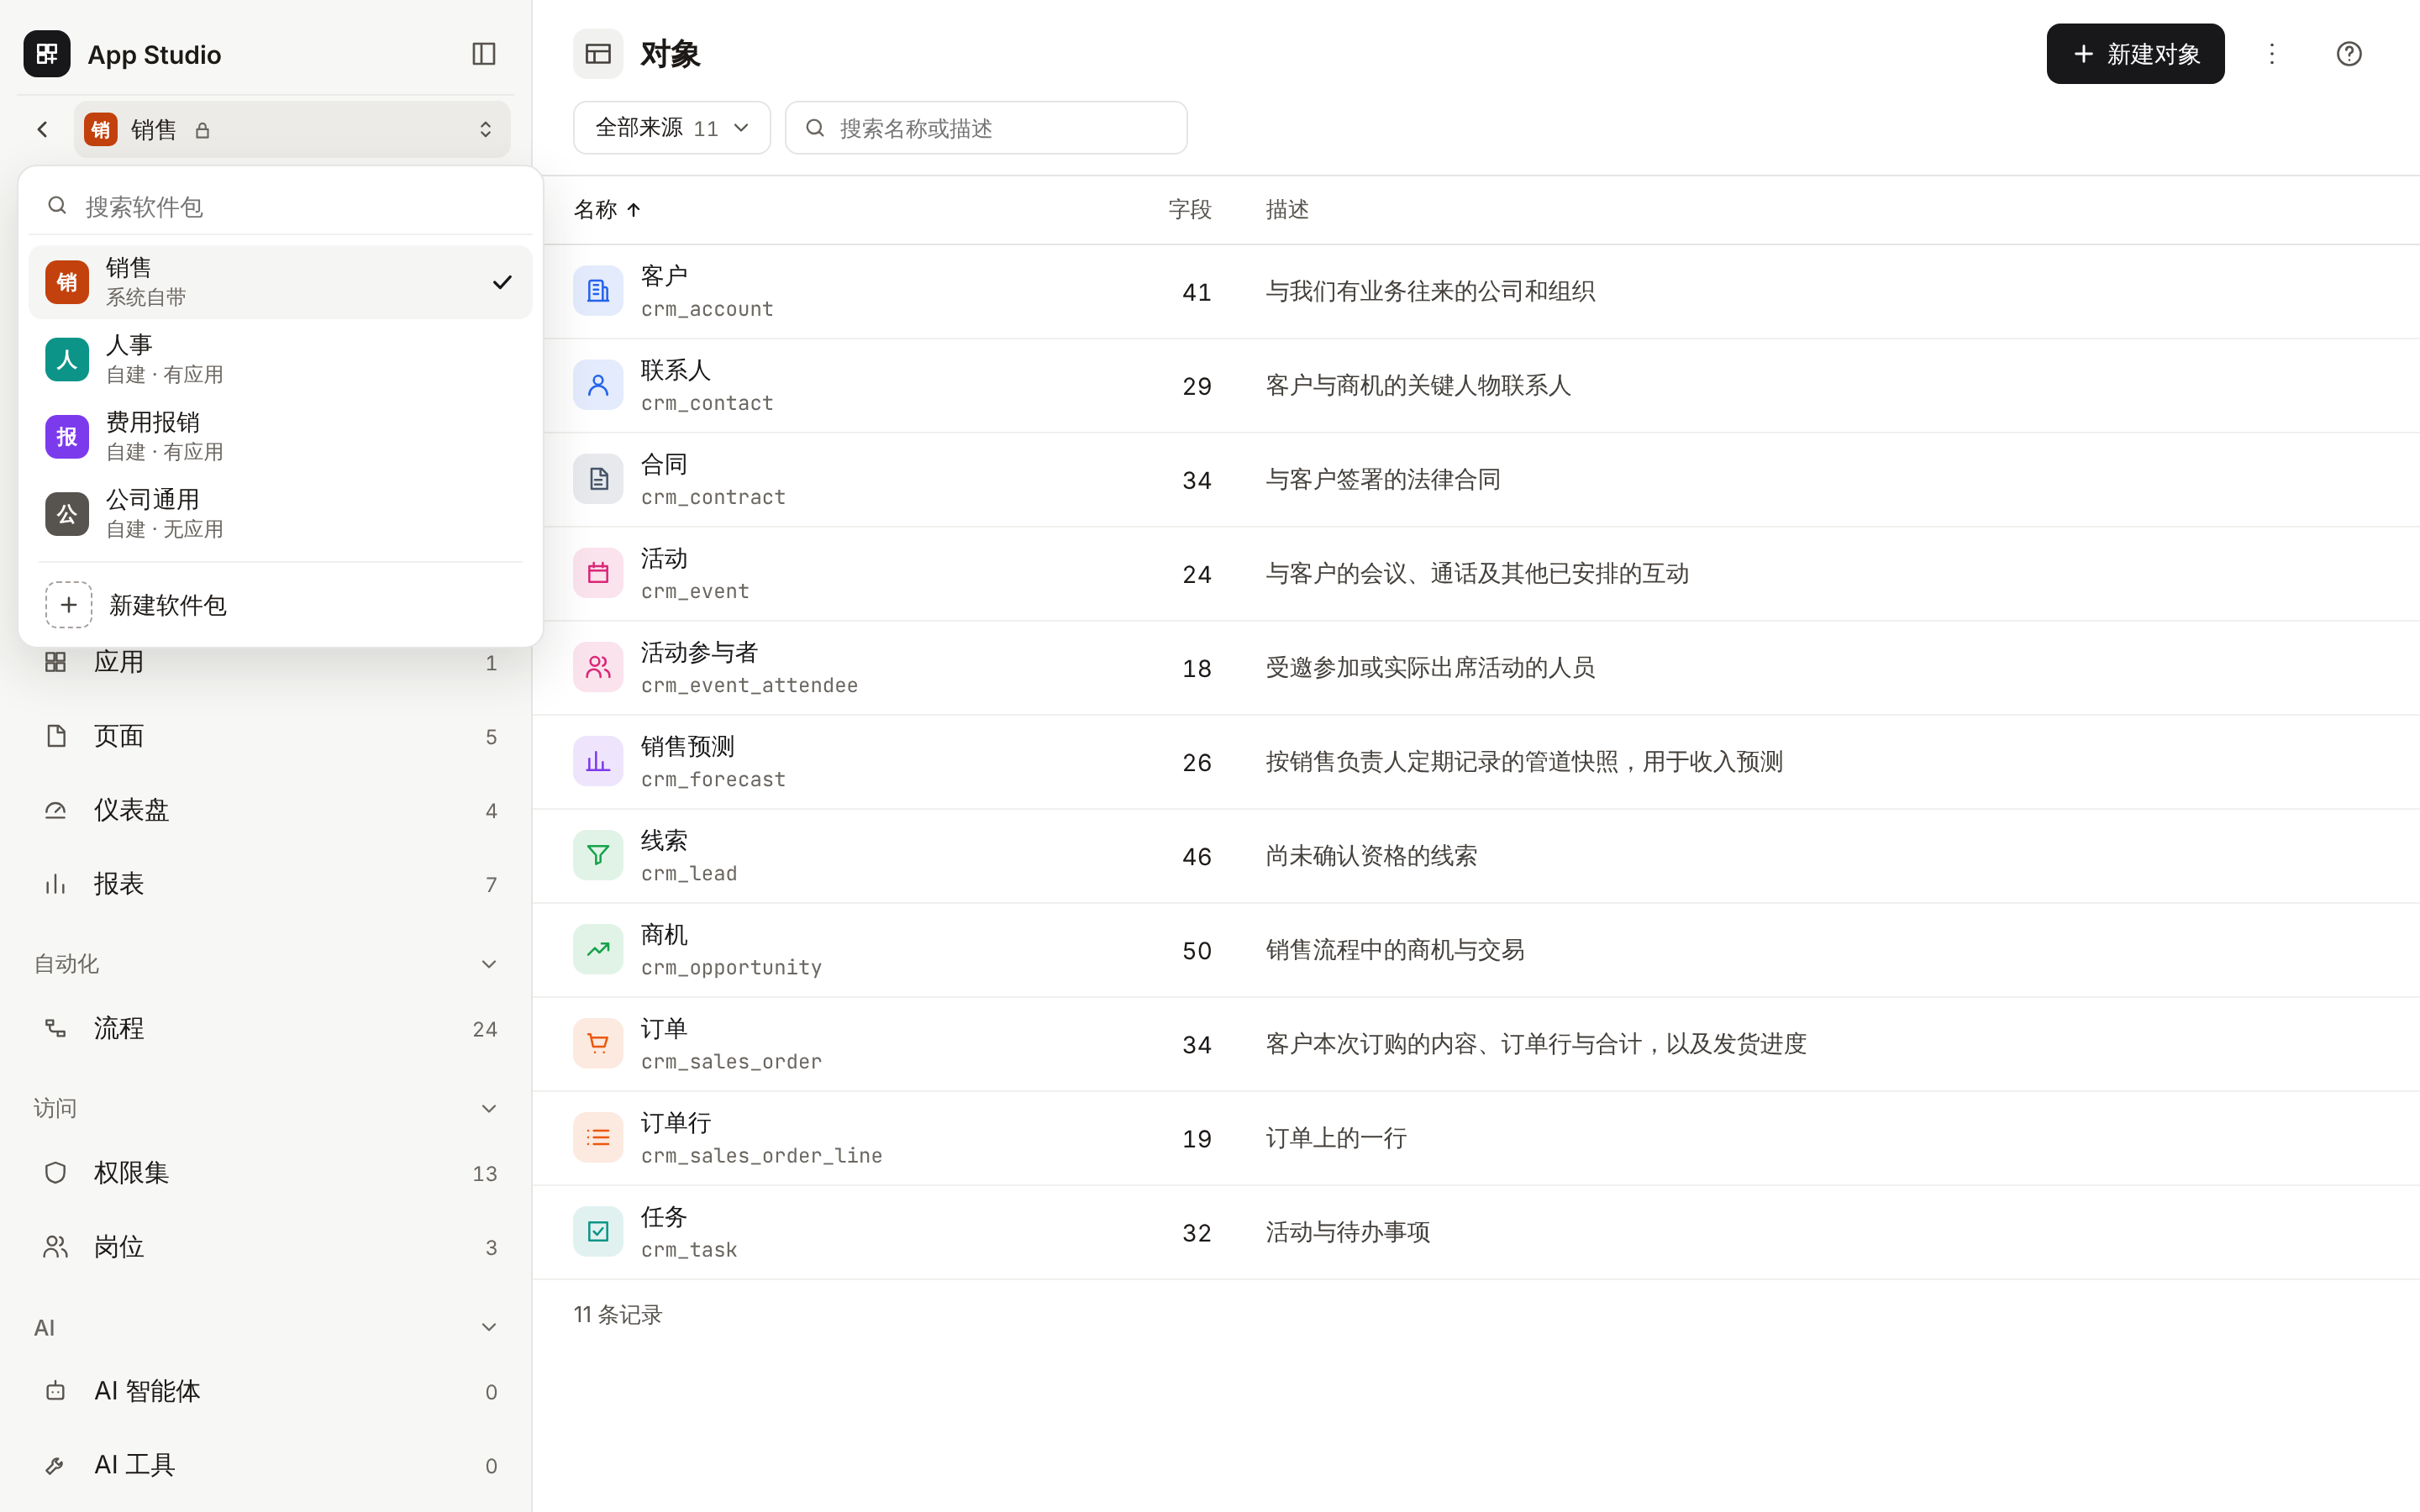 App Studio
销 销售
搜索软件包
销 销售
系统自带
人 人事
自建 · 有应用
报 费用报销
自建 · 有应用
公 公司通用
自建 · 无应用
新建软件包
应用 1
页面 5
仪表盘 4
报表 7
自动化
流程 24
访问
权限集 13
岗位 3
AI
AI 智能体 0
AI 工具 0
对象
新建对象
全部来源 11
搜索名称或描述
名称 字段 描述
客户
crm_account
41 与我们有业务往来的公司和组织
联系人
crm_contact
29 客户与商机的关键人物联系人
合同
crm_contract
34 与客户签署的法律合同
活动
crm_event
24 与客户的会议、通话及其他已安排的互动
活动参与者
crm_event_attendee
18 受邀参加或实际出席活动的人员
销售预测
crm_forecast
26 按销售负责人定期记录的管道快照，用于收入预测
线索
crm_lead
46 尚未确认资格的线索
商机
crm_opportunity
50 销售流程中的商机与交易
订单
crm_sales_order
34 客户本次订购的内容、订单行与合计，以及发货进度
订单行
crm_sales_order_line
19 订单上的一行
任务
crm_task
32 活动与待办事项
11 条记录